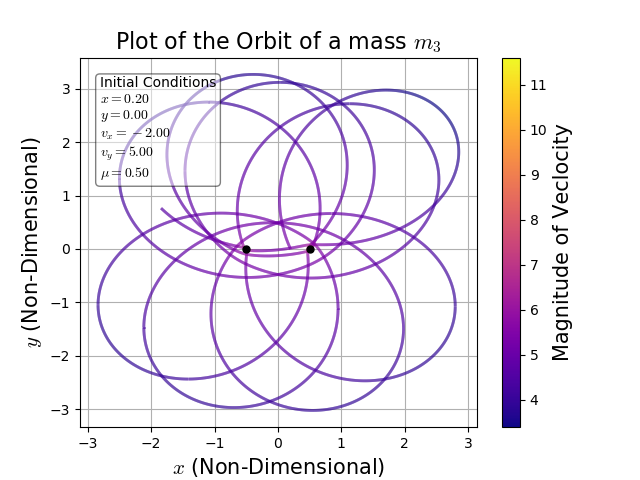 Plot of the Orbit of a mass m₃
Initial Conditions
x = 0.20
y = 0.00
vₓ = −2.00
v_y = 5.00
μ = 0.50
3
2
1
0
−1
−2
−3
y (Non-Dimensional)
−3 −2 −1 0 1 2 3
x (Non-Dimensional)
11
10
9
8
7
6
5
4
Magnitude of Veclocity